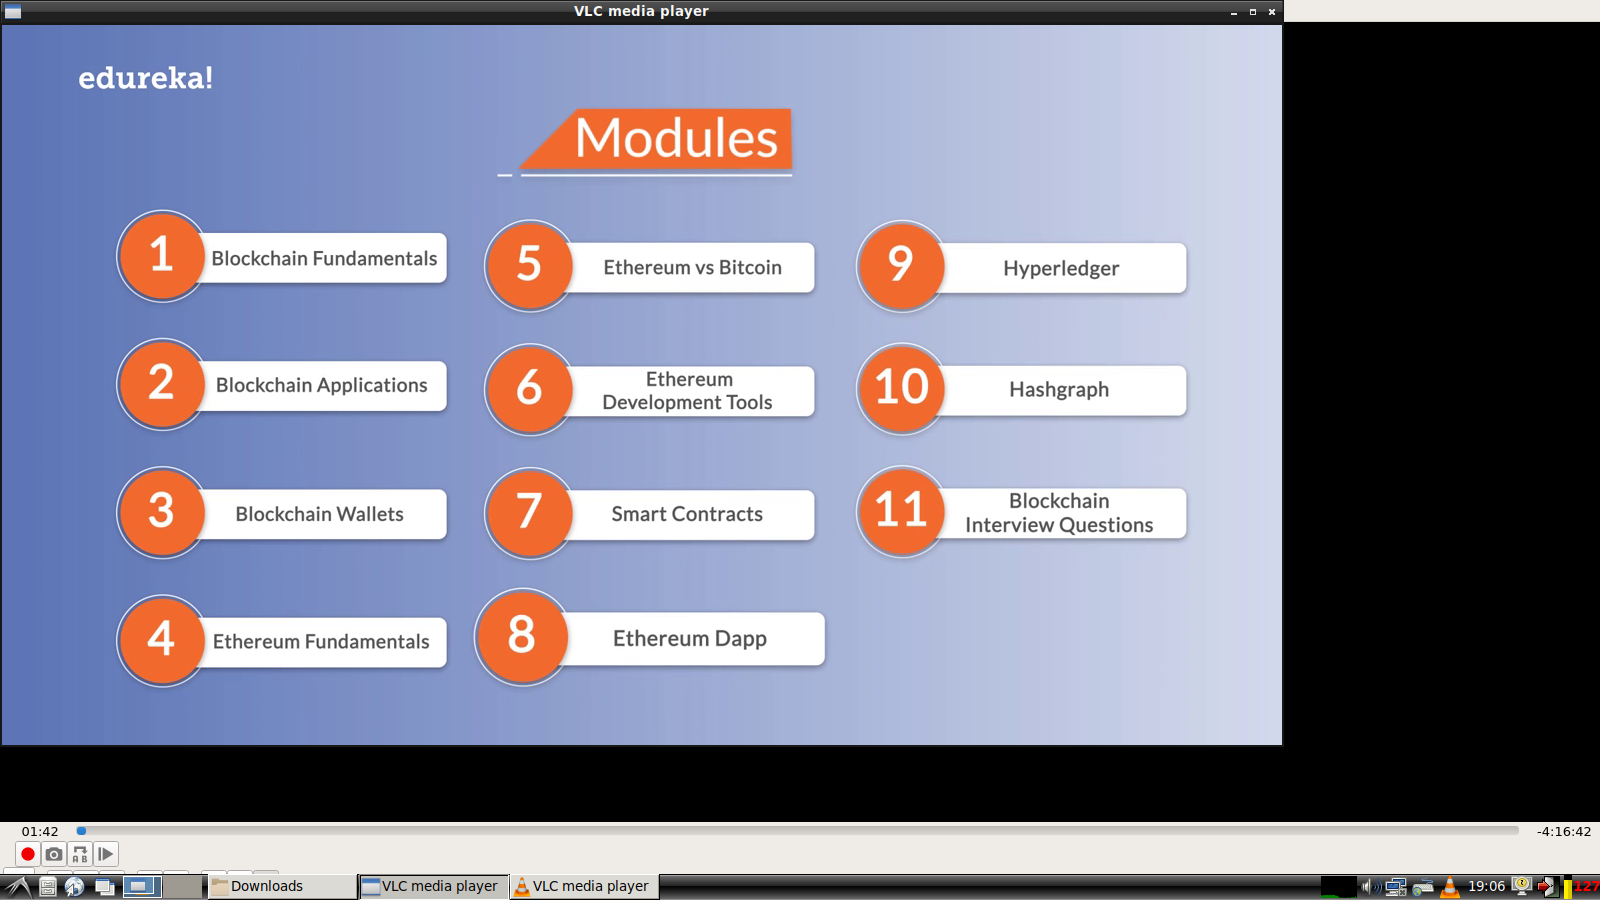 VLC media player
edureka!
Modules
1
Blockchain Fundamentals
2
Blockchain Applications
3
Blockchain Wallets
4
Ethereum Fundamentals
5
Ethereum vs Bitcoin
6
Ethereum
Development Tools
7
Smart Contracts
8
Ethereum Dapp
9
Hyperledger
10
Hashgraph
11
Blockchain
Interview Questions
01:42
-4:16:42
A B
Downloads
VLC media player
VLC media player
19:06
127